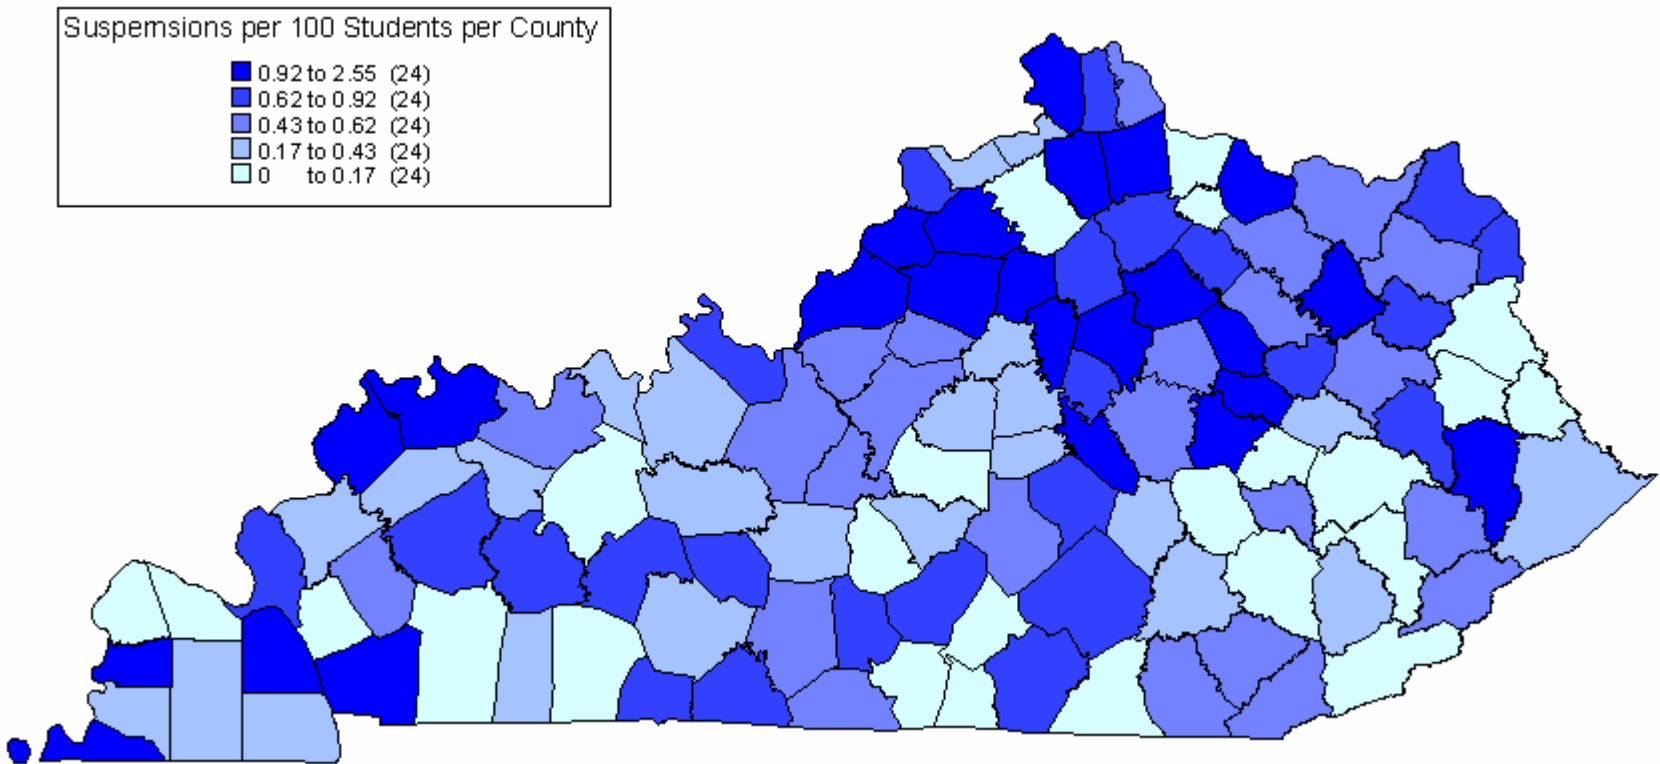 Suspemsions per 100 Students per County
0.92 to 2.55 (24)
0.62 to 0.92 (24)
0.43 to 0.62 (24)
0.17 to 0.43 (24)
0 to 0.17 (24)